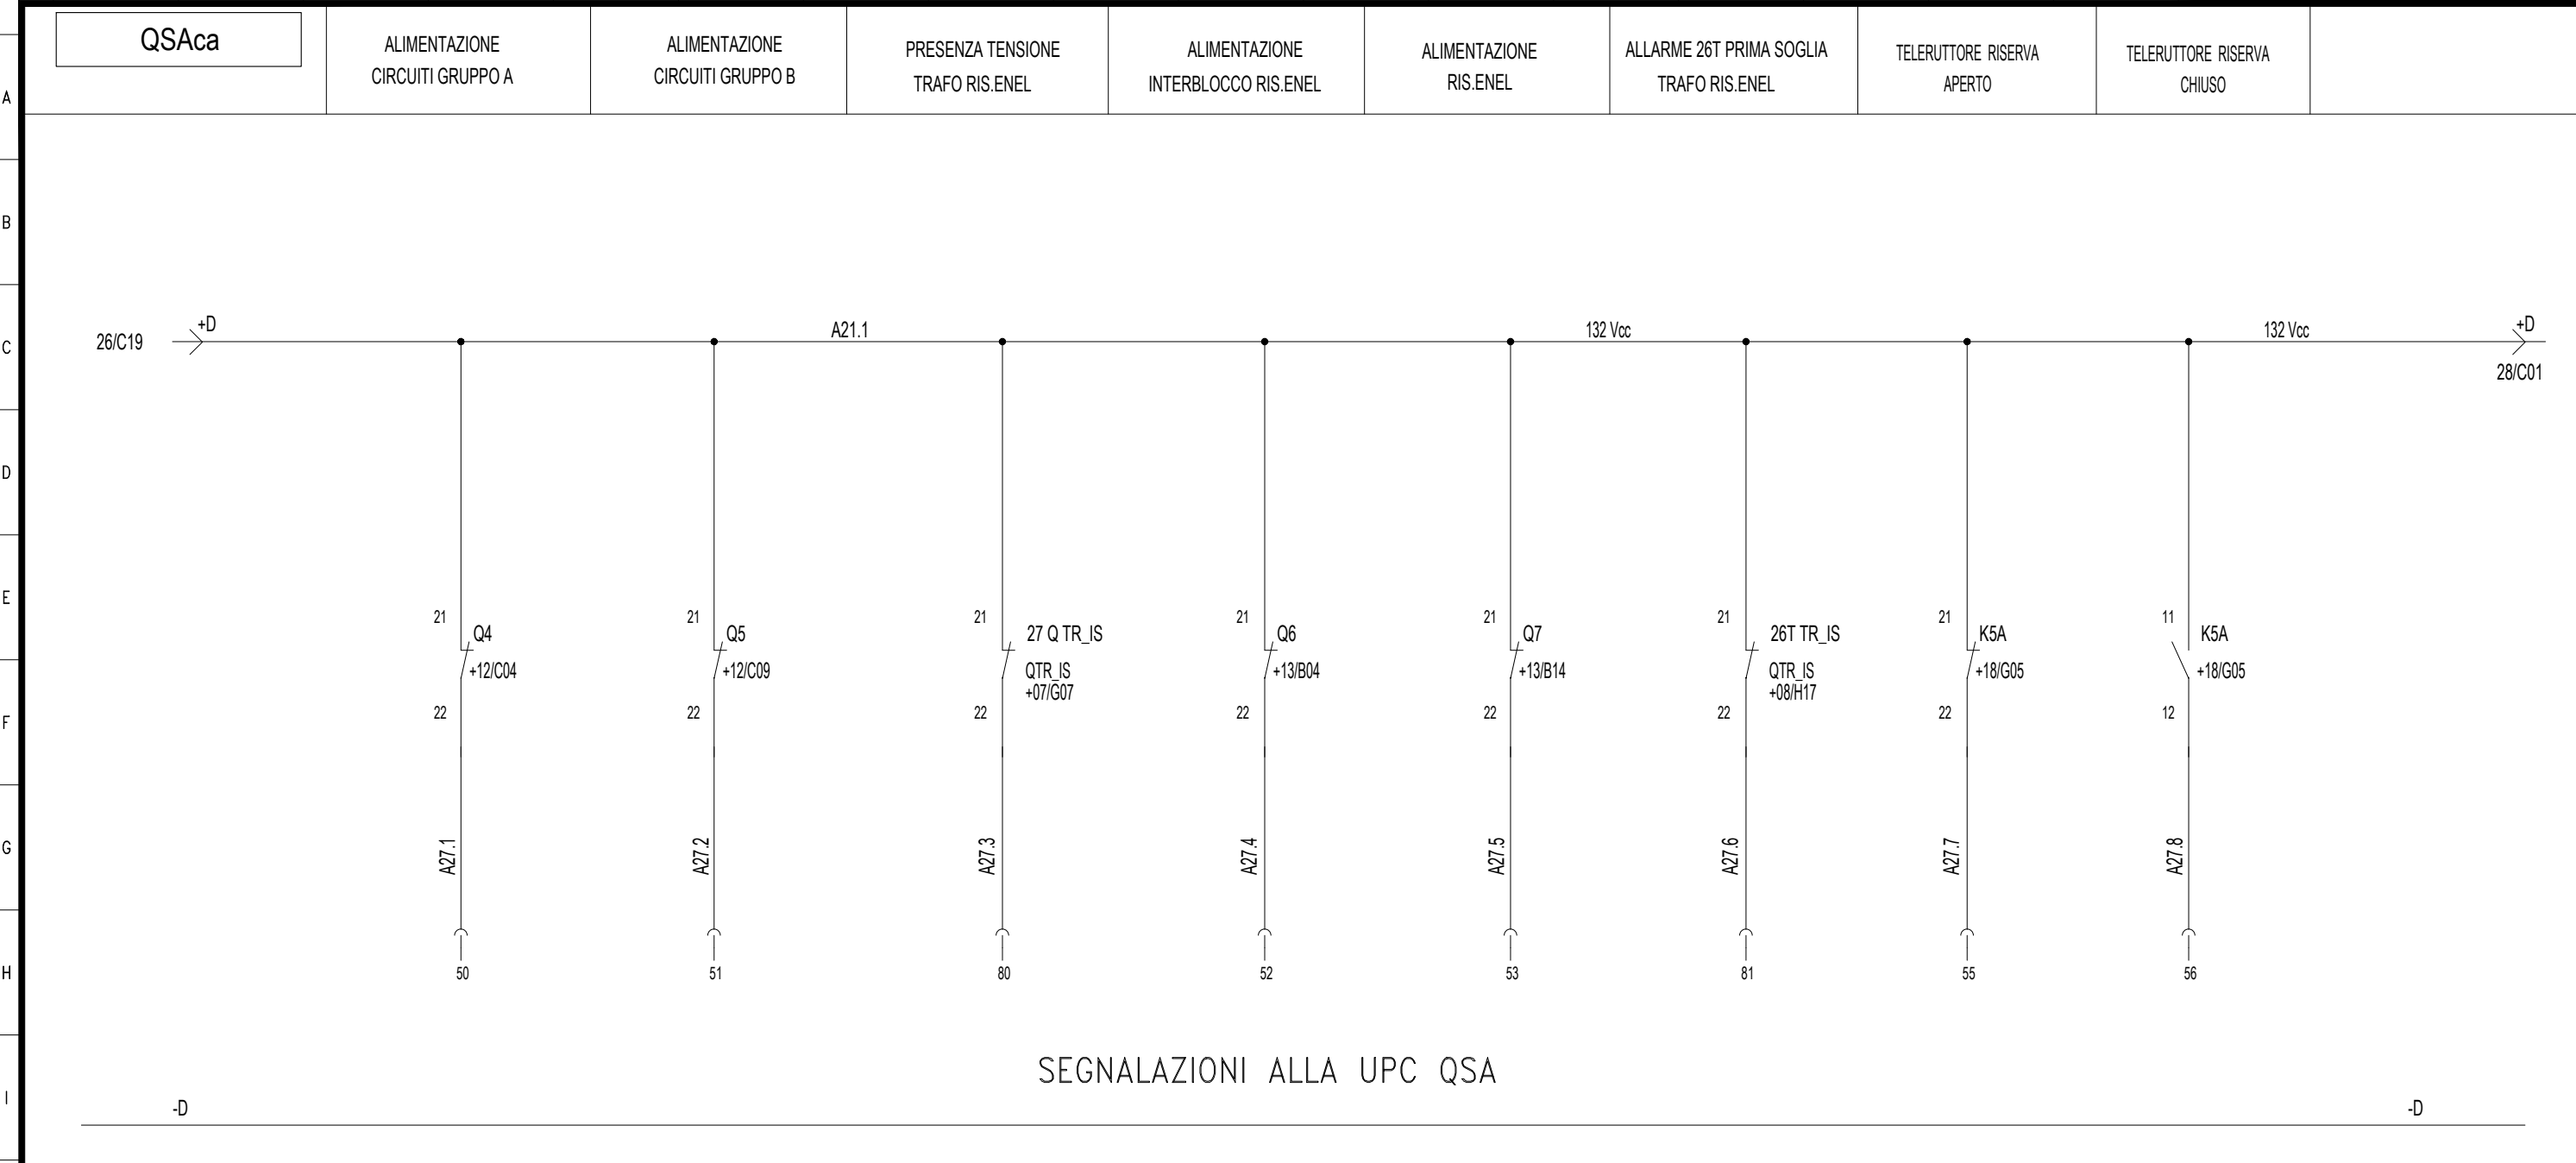 QSAca
ALIMENTAZIONE
CIRCUITI GRUPPO A
ALIMENTAZIONE
CIRCUITI GRUPPO B
PRESENZA TENSIONE
TRAFO RIS.ENEL
ALIMENTAZIONE
INTERBLOCCO RIS.ENEL
ALIMENTAZIONE
RIS.ENEL
ALLARME 26T PRIMA SOGLIA
TRAFO RIS.ENEL
TELERUTTORE RISERVA
APERTO
TELERUTTORE RISERVA
CHIUSO
A
B
C
D
E
F
G
H
I
26/C19
+D
A21.1
132 Vcc
132 Vcc
+D
28/C01
21
Q4
+12/C04
22
A27.1
50
21
Q5
+12/C09
22
A27.2
51
21
27 Q TR_IS
QTR_IS
+07/G07
22
A27.3
80
21
Q6
+13/B04
22
A27.4
52
21
Q7
+13/B14
22
A27.5
53
21
26T TR_IS
QTR_IS
+08/H17
22
A27.6
81
21
K5A
+18/G05
22
A27.7
55
11
K5A
+18/G05
12
A27.8
56
SEGNALAZIONI ALLA UPC QSA
-D
-D